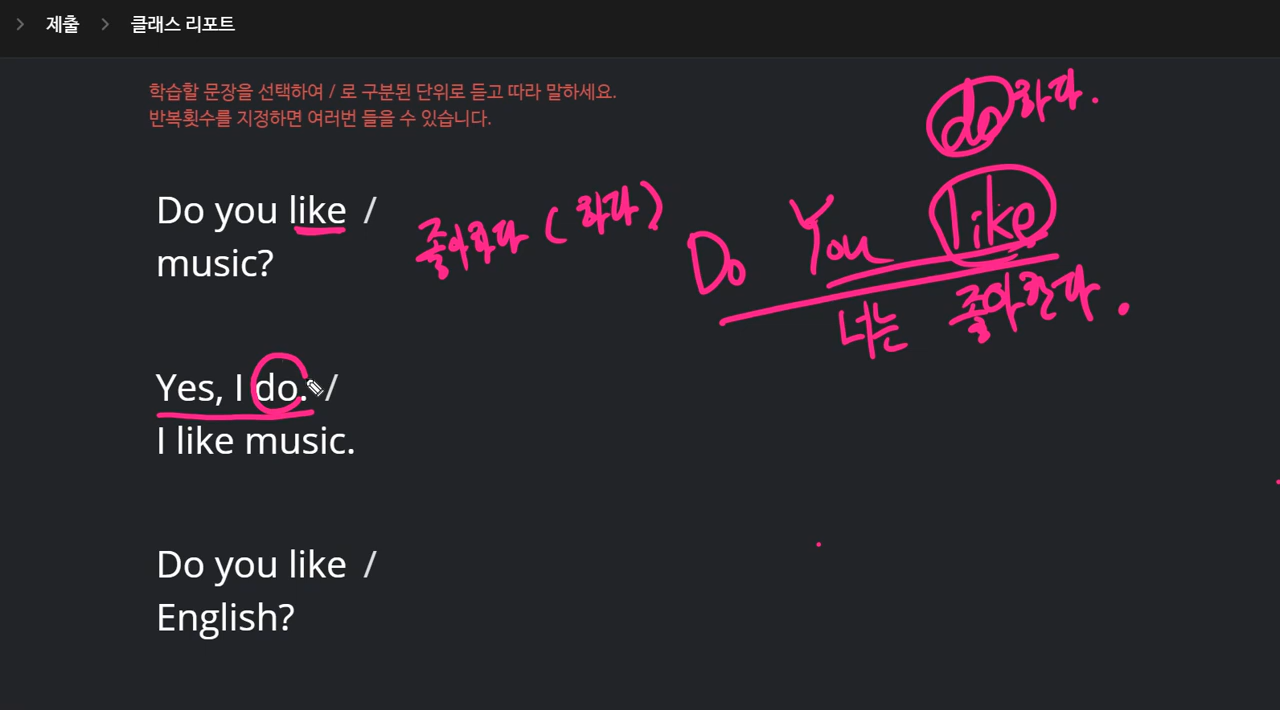 > 제출 > 클래스 리포트
학습할 문장을 선택하여 / 로 구분된 단위로 듣고 따라 말하세요.
반복횟수를 지정하면 여러번 들을 수 있습니다.
do 하다.
Do you like /
music?
좋아하다 (하다)
Do You like
너는 좋아한다.
Yes, I do. /
I like music.
Do you like /
English?